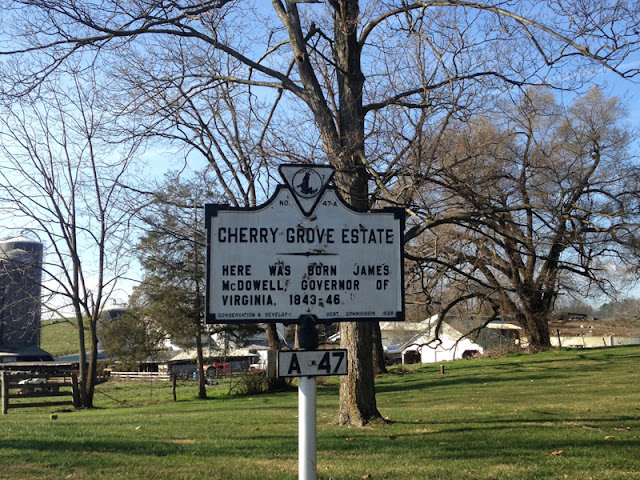 NO. 47-A
CHERRY GROVE ESTATE
HERE WAS BORN JAMES
McDOWELL, GOVERNOR OF
VIRGINIA, 1843-46.
CONSERVATION & DEVELOPMENT COMMISSION
A-47